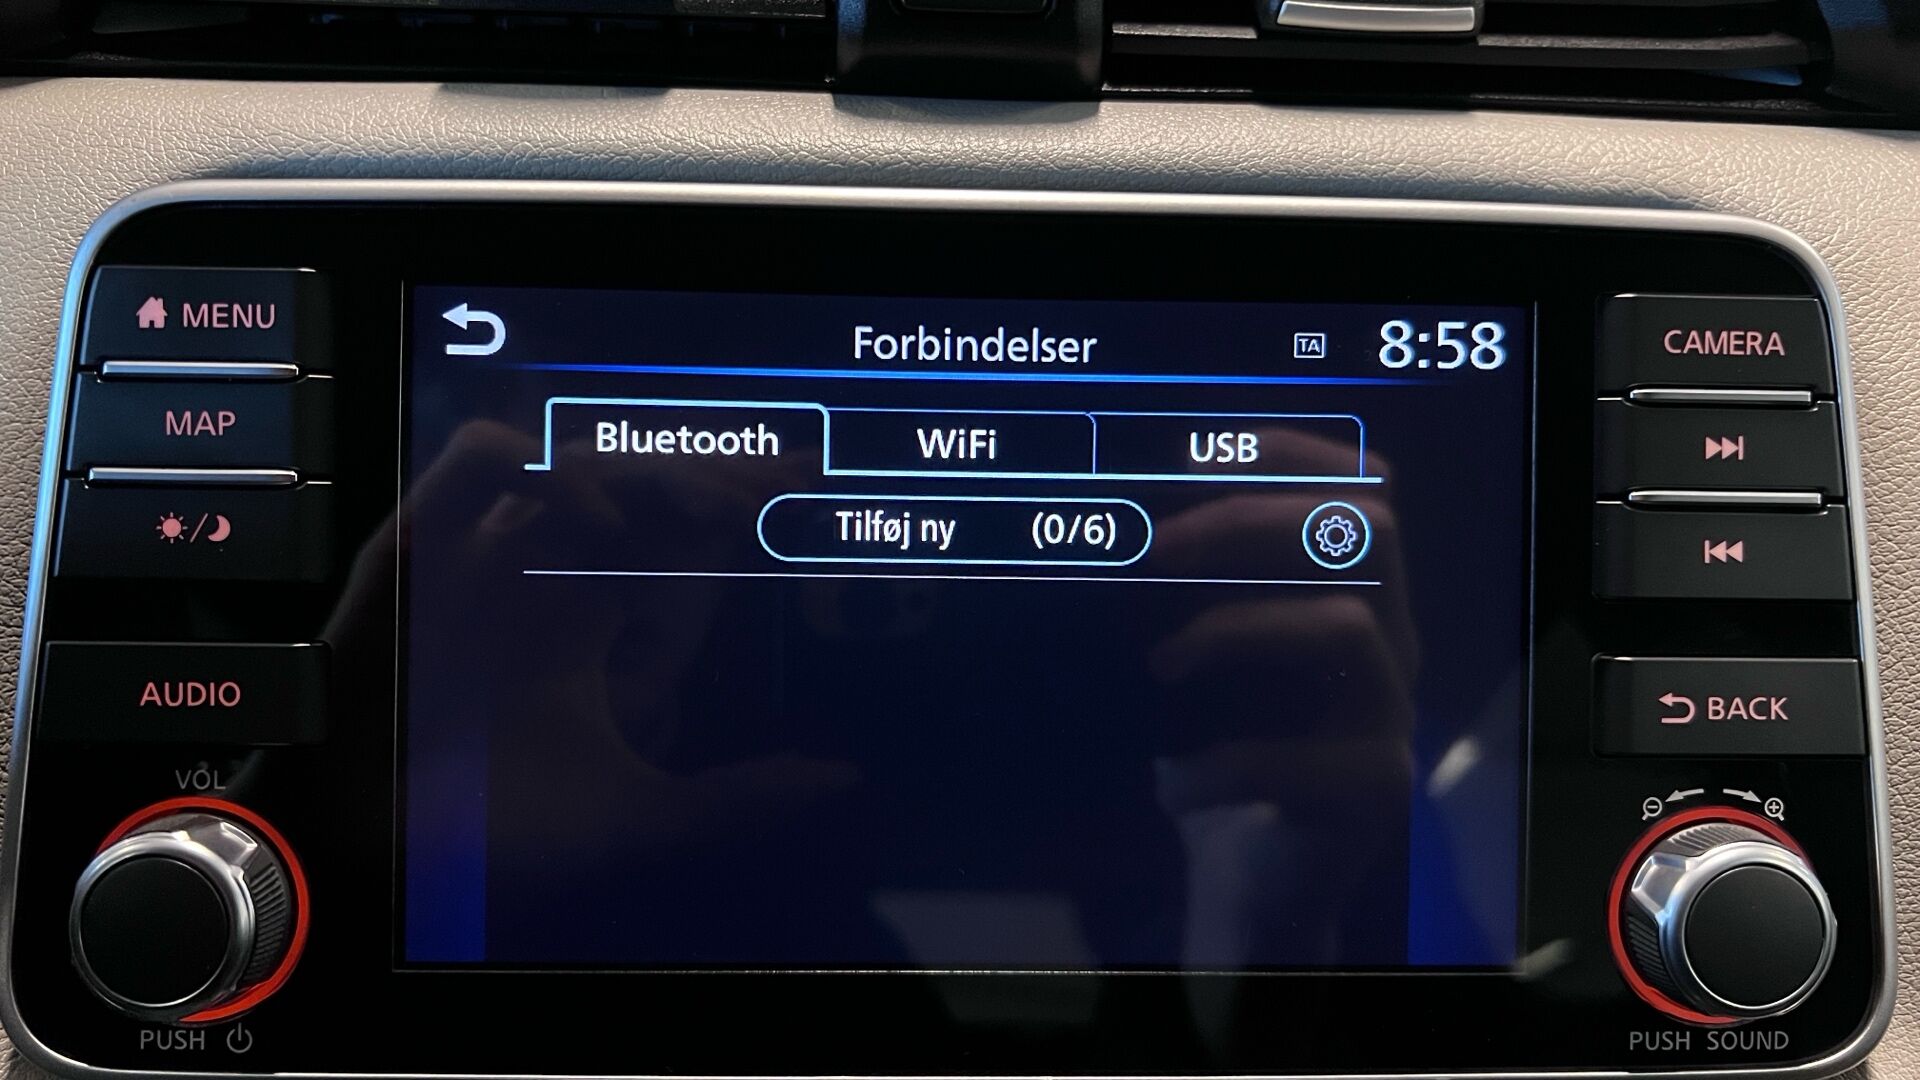 MENU
MAP
AUDIO
VOL
PUSH
Forbindelser
TA
8:58
Bluetooth
WiFi
USB
Tilføj ny (0/6)
CAMERA
BACK
PUSH SOUND